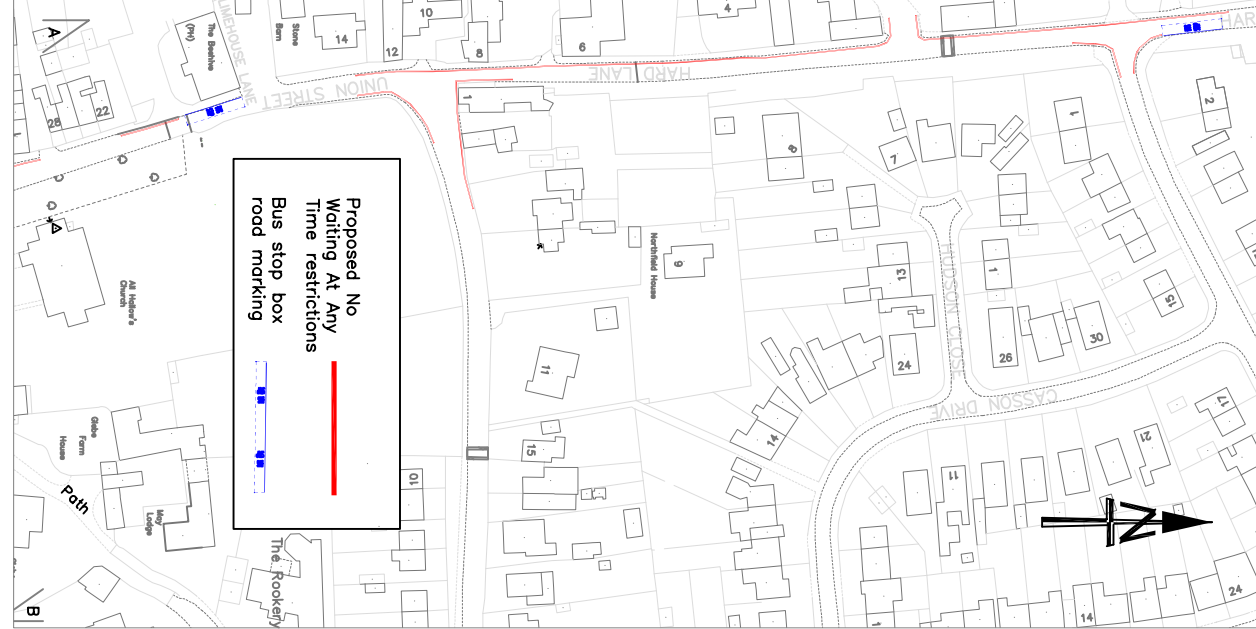 A
LIMEHOUSE LANE
The Beehive
(PH)
Stone
Barn
14
12
10
8
6
4
HAR
HARD LANE
UNION STREET
28
22
1
1
2
8
7
Proposed No
Waiting At Any
Time restrictions
Bus stop box
road marking
All Hallow's
Church
Northfield House
9
13
1
HUDSON CLOSE
15
24
26
30
11
CASSON DRIVE
17
14
15
21
11
10
Glebe
Farm
House
Path
May
Lodge
The Rookery
N
B
1
14
24